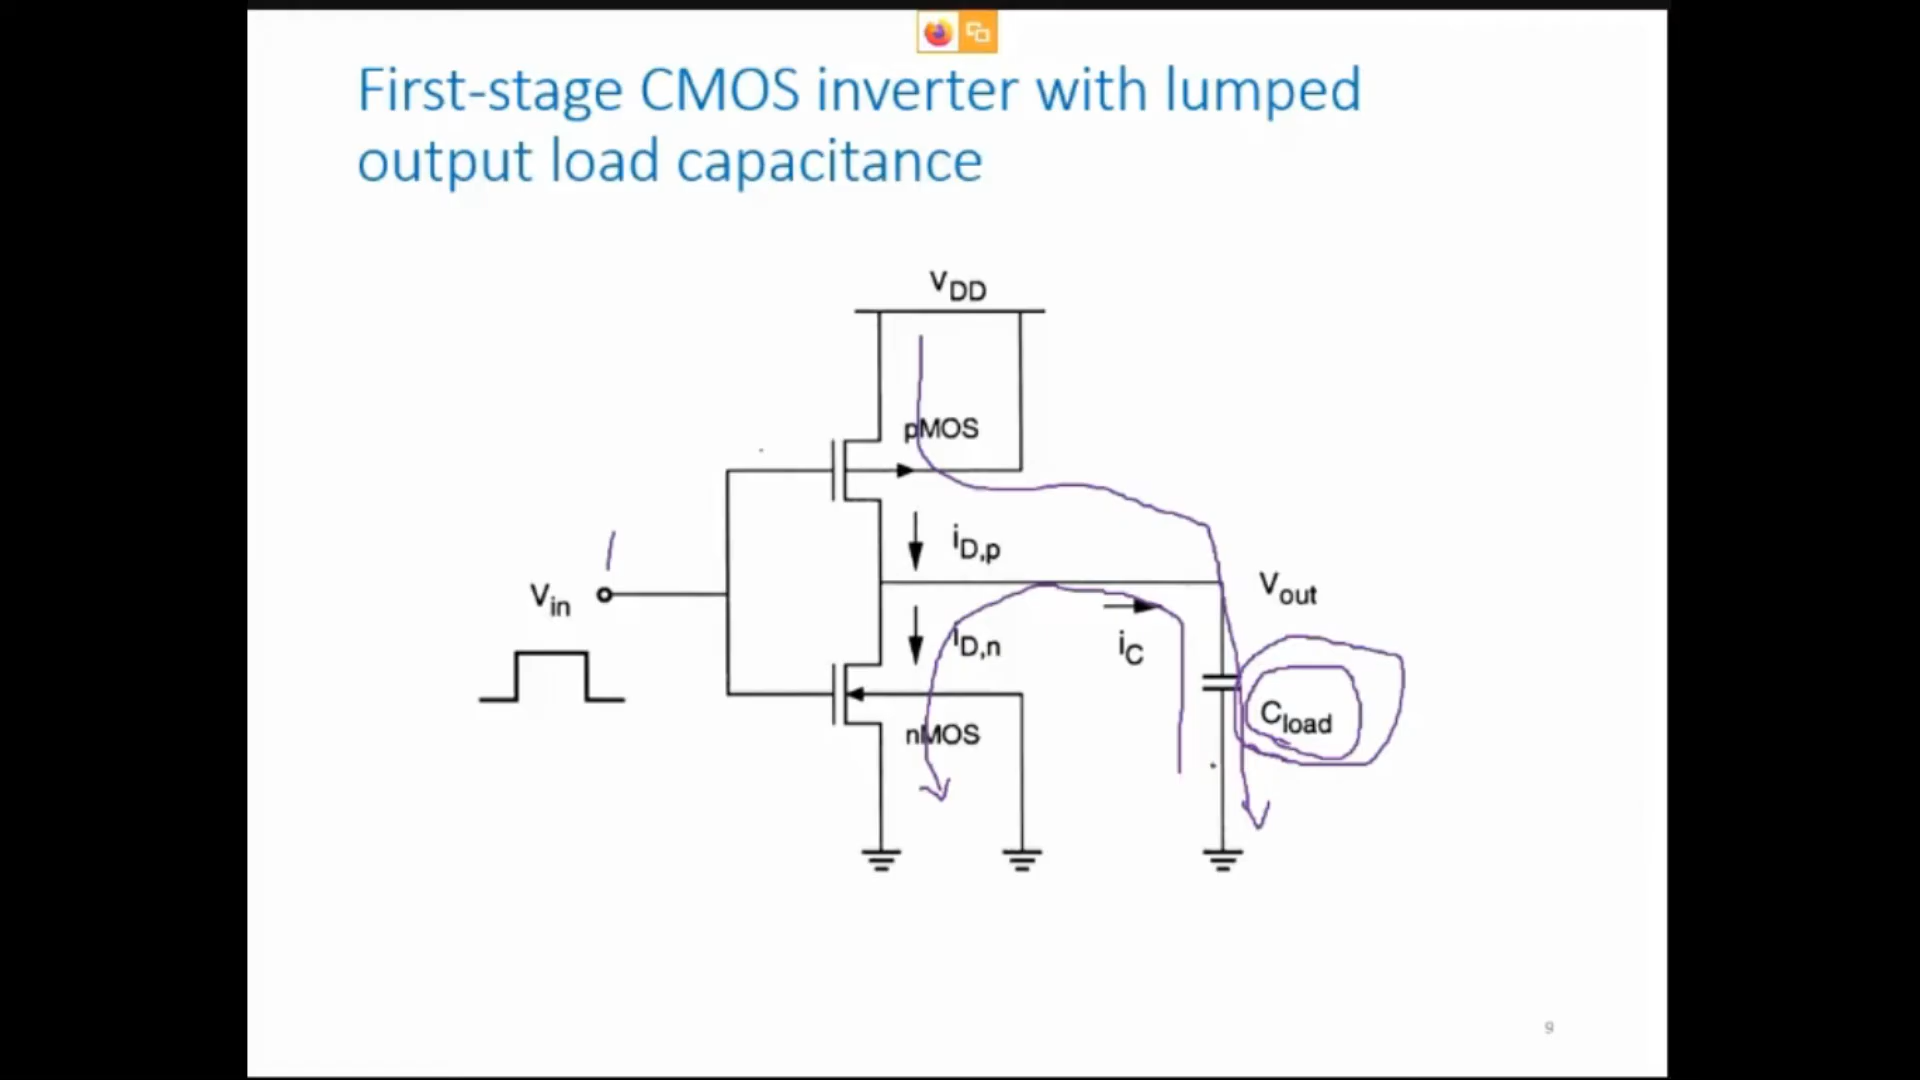 First-stage CMOS inverter with lumped
output load capacitance
VDD
pMOS
iD,p
Vin
Vout
iD,n
iC
Cload
nMOS
9